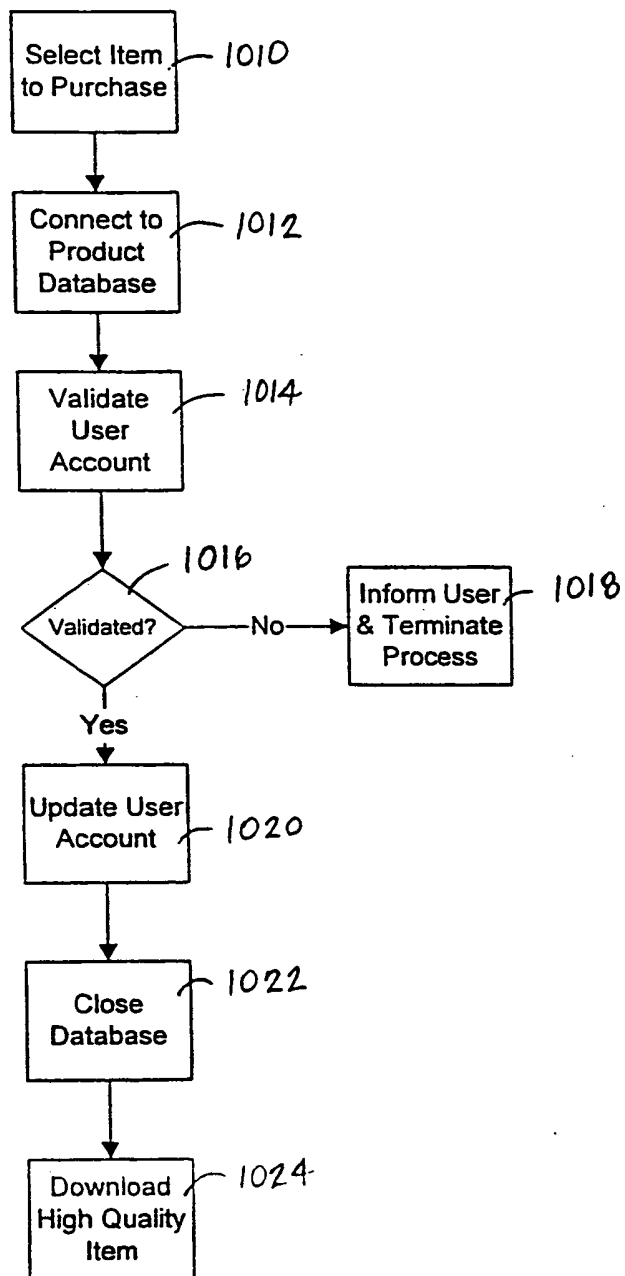 Select Item
to Purchase
1010
Connect to
Product
Database
1012
Validate
User
Account
1014
Validated?
1016
No
Inform User
& Terminate
Process
1018
Yes
Update User
Account
1020
Close
Database
1022
Download
High Quality
Item
1024